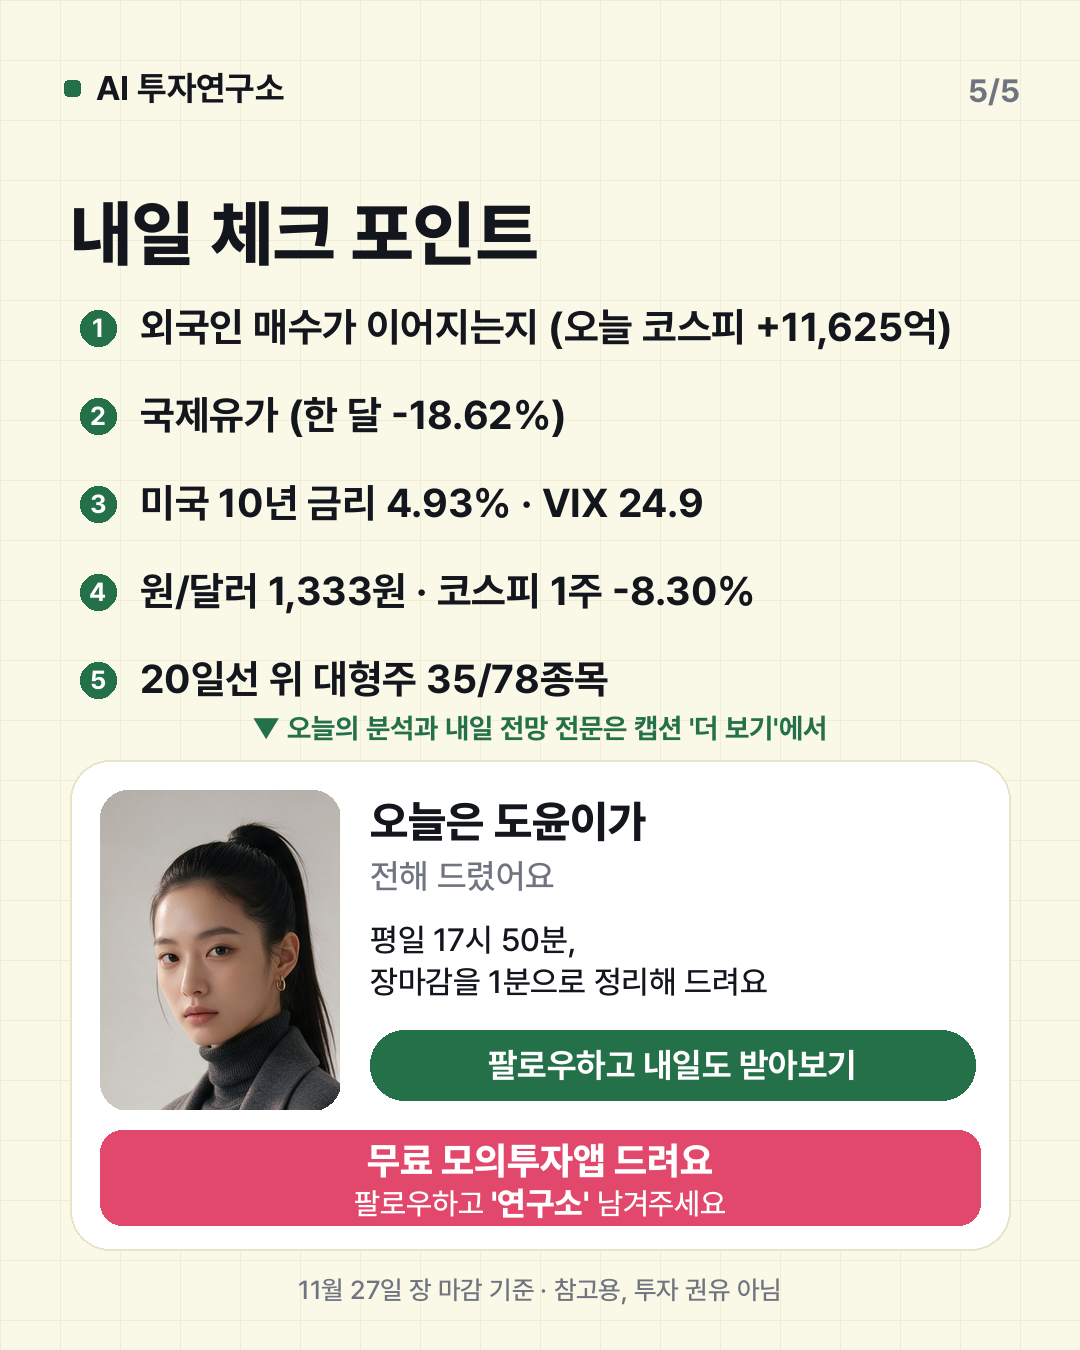 AI 투자연구소
5/5
내일 체크 포인트
1 외국인 매수가 이어지는지 (오늘 코스피 +11,625억)
2 국제유가 (한 달 -18.62%)
3 미국 10년 금리 4.93% · VIX 24.9
4 원/달러 1,333원 · 코스피 1주 -8.30%
5 20일선 위 대형주 35/78종목
▼ 오늘의 분석과 내일 전망 전문은 캡션 '더 보기'에서
오늘은 도윤이가
전해 드렸어요
평일 17시 50분,
장마감을 1분으로 정리해 드려요
팔로우하고 내일도 받아보기
무료 모의투자앱 드려요
팔로우하고 '연구소' 남겨주세요
11월 27일 장 마감 기준 · 참고용, 투자 권유 아님